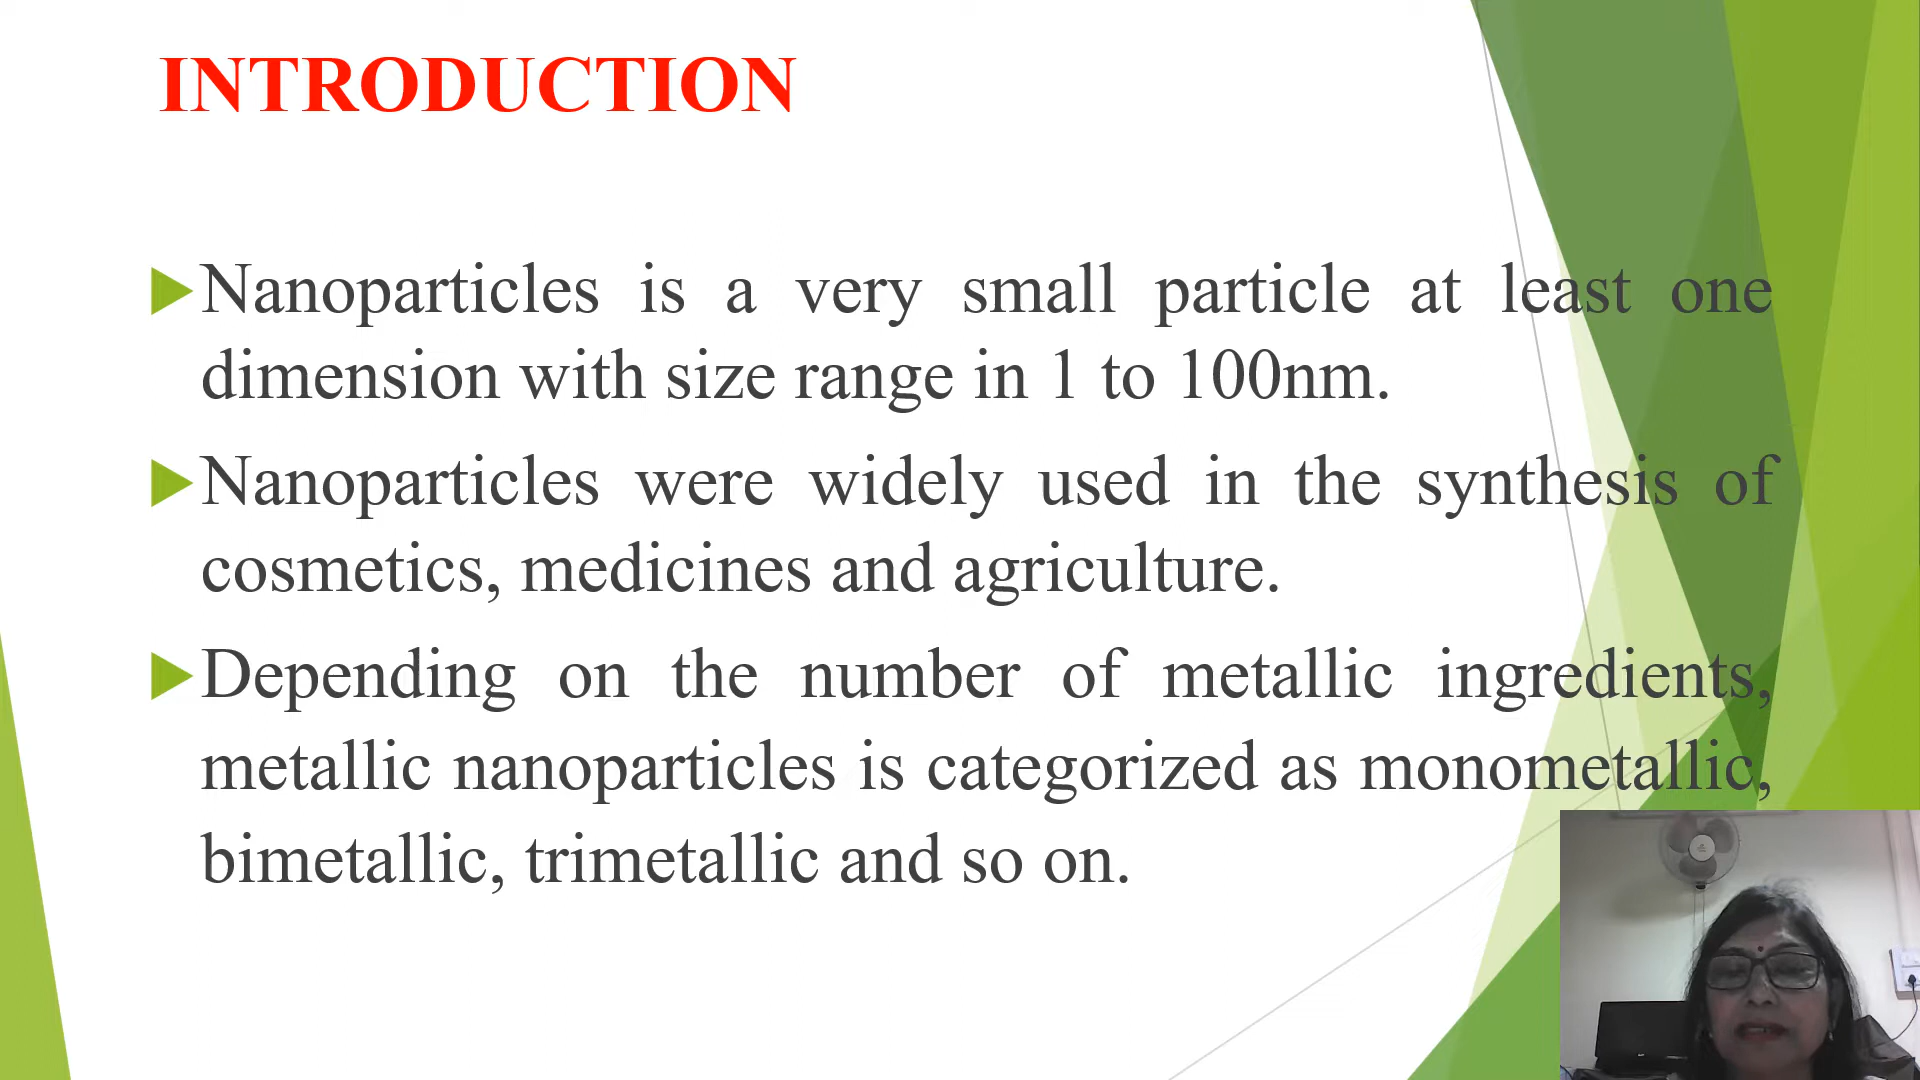 INTRODUCTION
Nanoparticles is a very small particle at least one
dimension with size range in 1 to 100nm.
Nanoparticles were widely used in the synthesis of
cosmetics, medicines and agriculture.
Depending on the number of metallic ingredients,
metallic nanoparticles is categorized as monometallic,
bimetallic, trimetallic and so on.